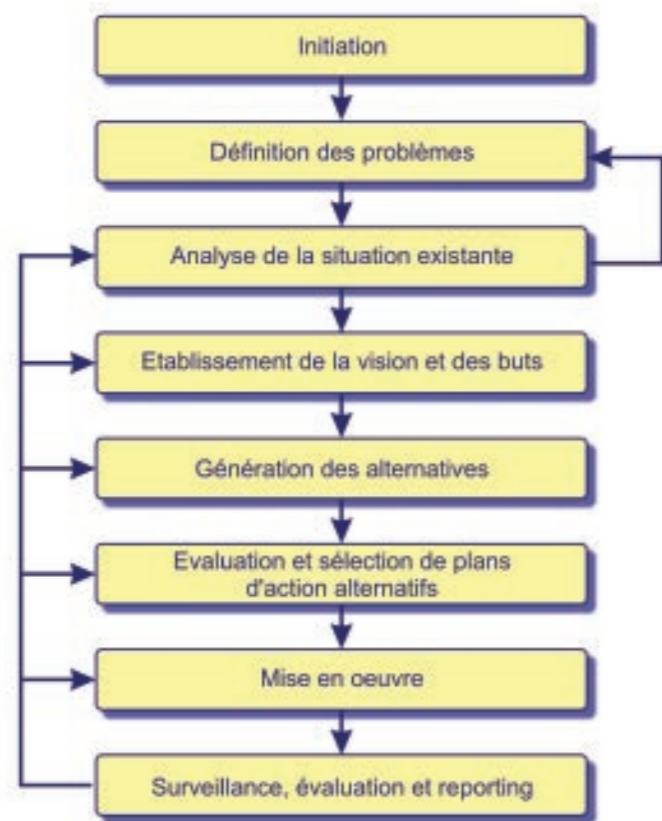 Initiation
Définition des problèmes
Analyse de la situation existante
Etablissement de la vision et des buts
Génération des alternatives
Evaluation et sélection de plans
d'action alternatifs
Mise en oeuvre
Surveillance, évaluation et reporting